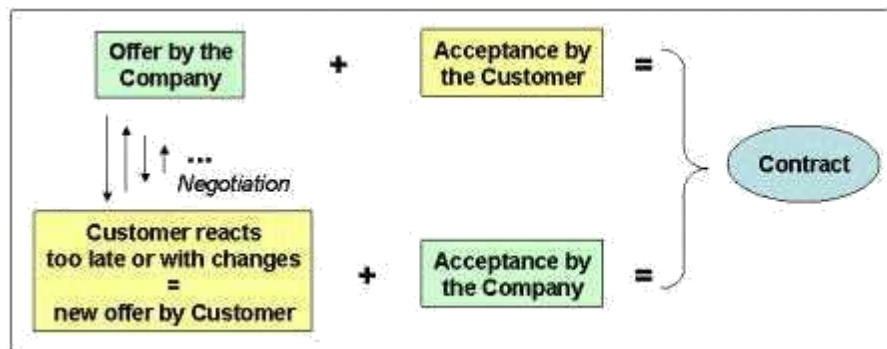 Offer by the
Company
+
Acceptance by
the Customer
=
...
Negotiation
Contract
Customer reacts
too late or with changes
=
new offer by Customer
+
Acceptance by
the Company
=